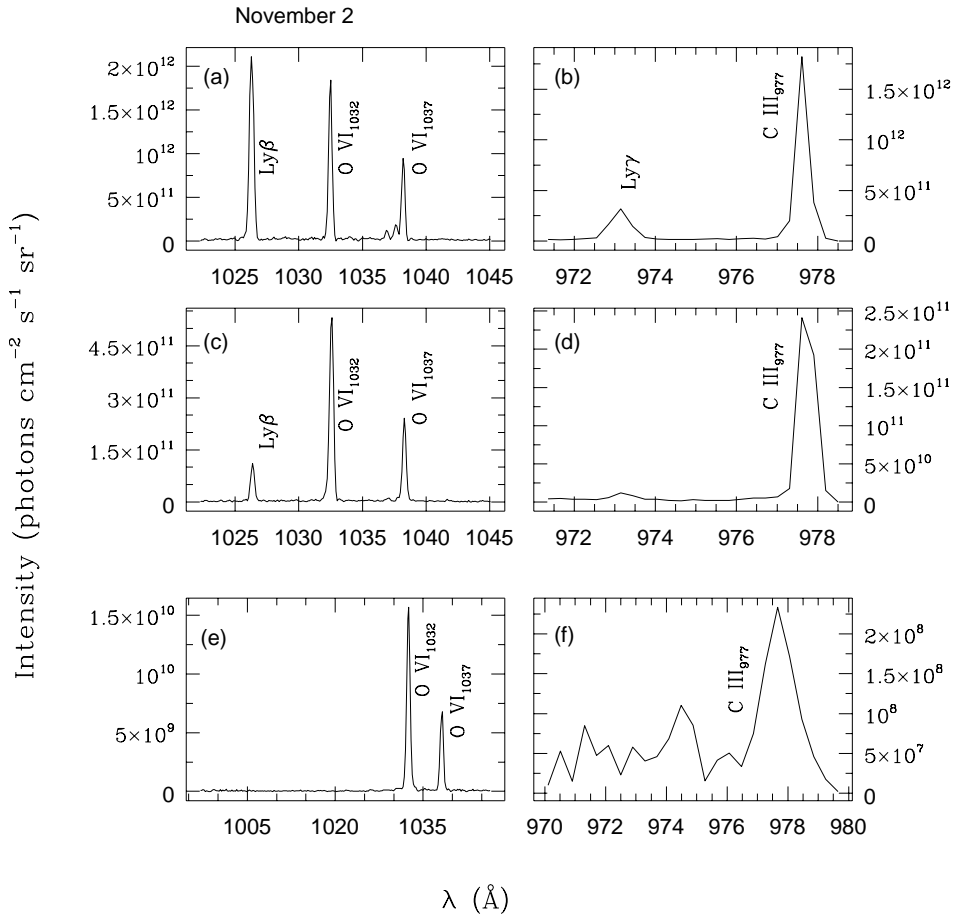 November 2
Intensity (photons cm⁻² s⁻¹ sr⁻¹)
(a)
2×10¹²
1.5×10¹²
10¹²
5×10¹¹
0
Lyβ
O VI₁₀₃₂
O VI₁₀₃₇
1025 1030 1035 1040 1045
(b)
Lyγ
C III₉₇₇
1.5×10¹²
10¹²
5×10¹¹
0
972 974 976 978
(c)
4.5×10¹¹
3×10¹¹
1.5×10¹¹
0
Lyβ
O VI₁₀₃₂
O VI₁₀₃₇
1025 1030 1035 1040 1045
(d)
C III₉₇₇
2.5×10¹¹
2×10¹¹
1.5×10¹¹
10¹¹
5×10¹⁰
0
972 974 976 978
(e)
1.5×10¹⁰
10¹⁰
5×10⁹
0
O VI₁₀₃₂
O VI₁₀₃₇
1005 1020 1035
(f)
C III₉₇₇
2×10⁸
1.5×10⁸
10⁸
5×10⁷
0
970 972 974 976 978 980
λ (Å)